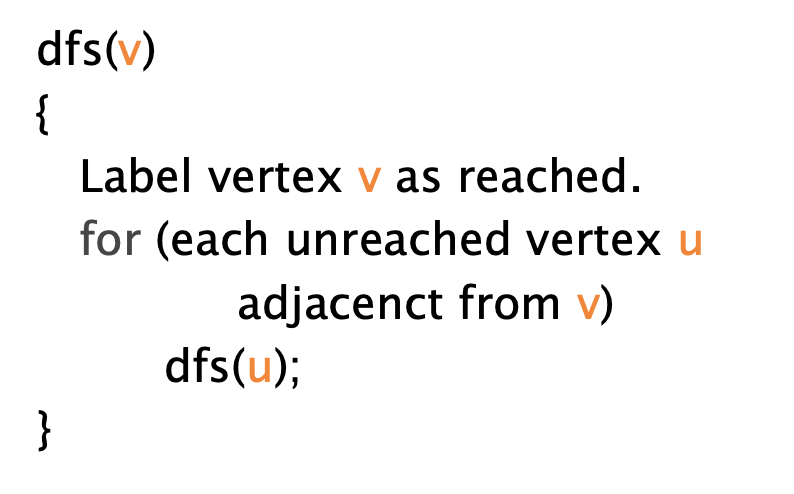 dfs(v)
{
Label vertex v as reached.
for (each unreached vertex u
adjacenct from v)
dfs(u);
}